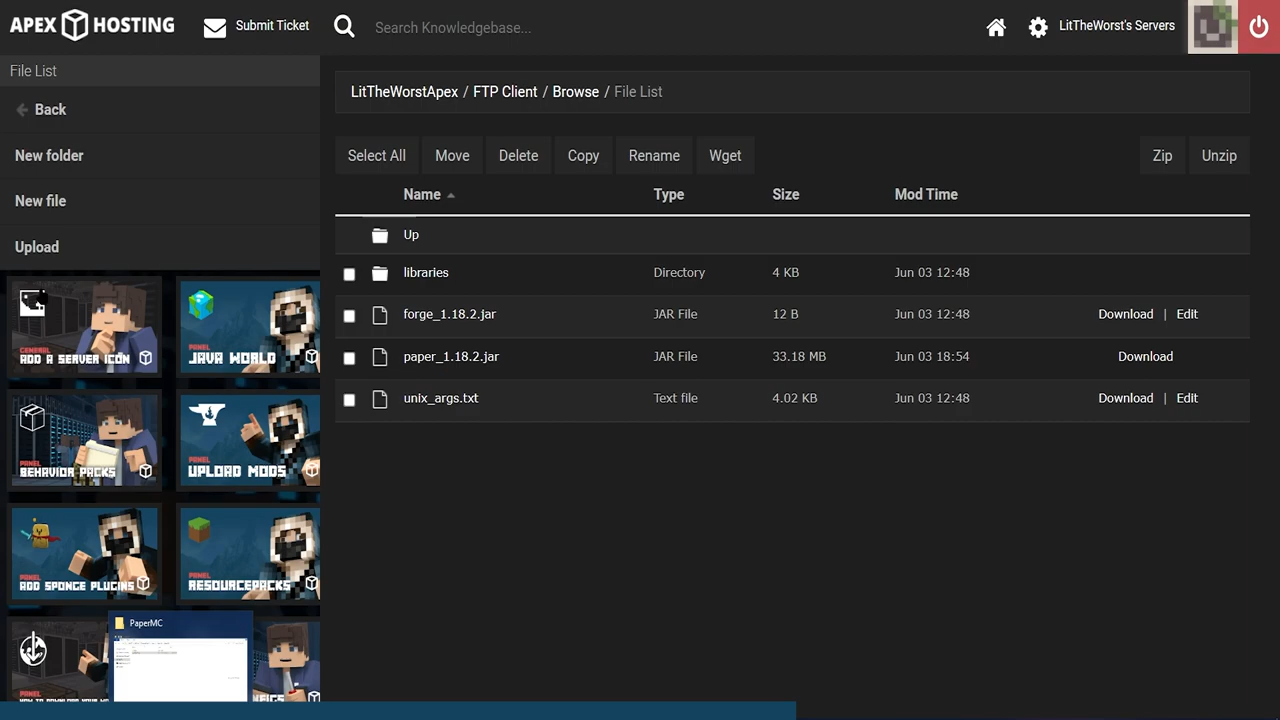 APEX HOSTING
Submit Ticket
Search Knowledgebase...
LitTheWorst's Servers
File List
Back
New folder
New file
Upload
LitTheWorstApex / FTP Client / Browse / File List
Select All
Move
Delete
Copy
Rename
Wget
Zip
Unzip
Name
Type
Size
Mod Time
Up
libraries
Directory
4 KB
Jun 03 12:48
forge_1.18.2.jar
JAR File
12 B
Jun 03 12:48
Download | Edit
paper_1.18.2.jar
JAR File
33.18 MB
Jun 03 18:54
Download
unix_args.txt
Text file
4.02 KB
Jun 03 12:48
Download | Edit
GENERAL
ADD A SERVER ICON
PANEL
JAVA WORLD
PANEL
BEHAVIOR PACKS
PANEL
UPLOAD MODS
PANEL
ADD SPONGE PLUGINS
PANEL
RESOURCEPACKS
PaperMC
PANEL